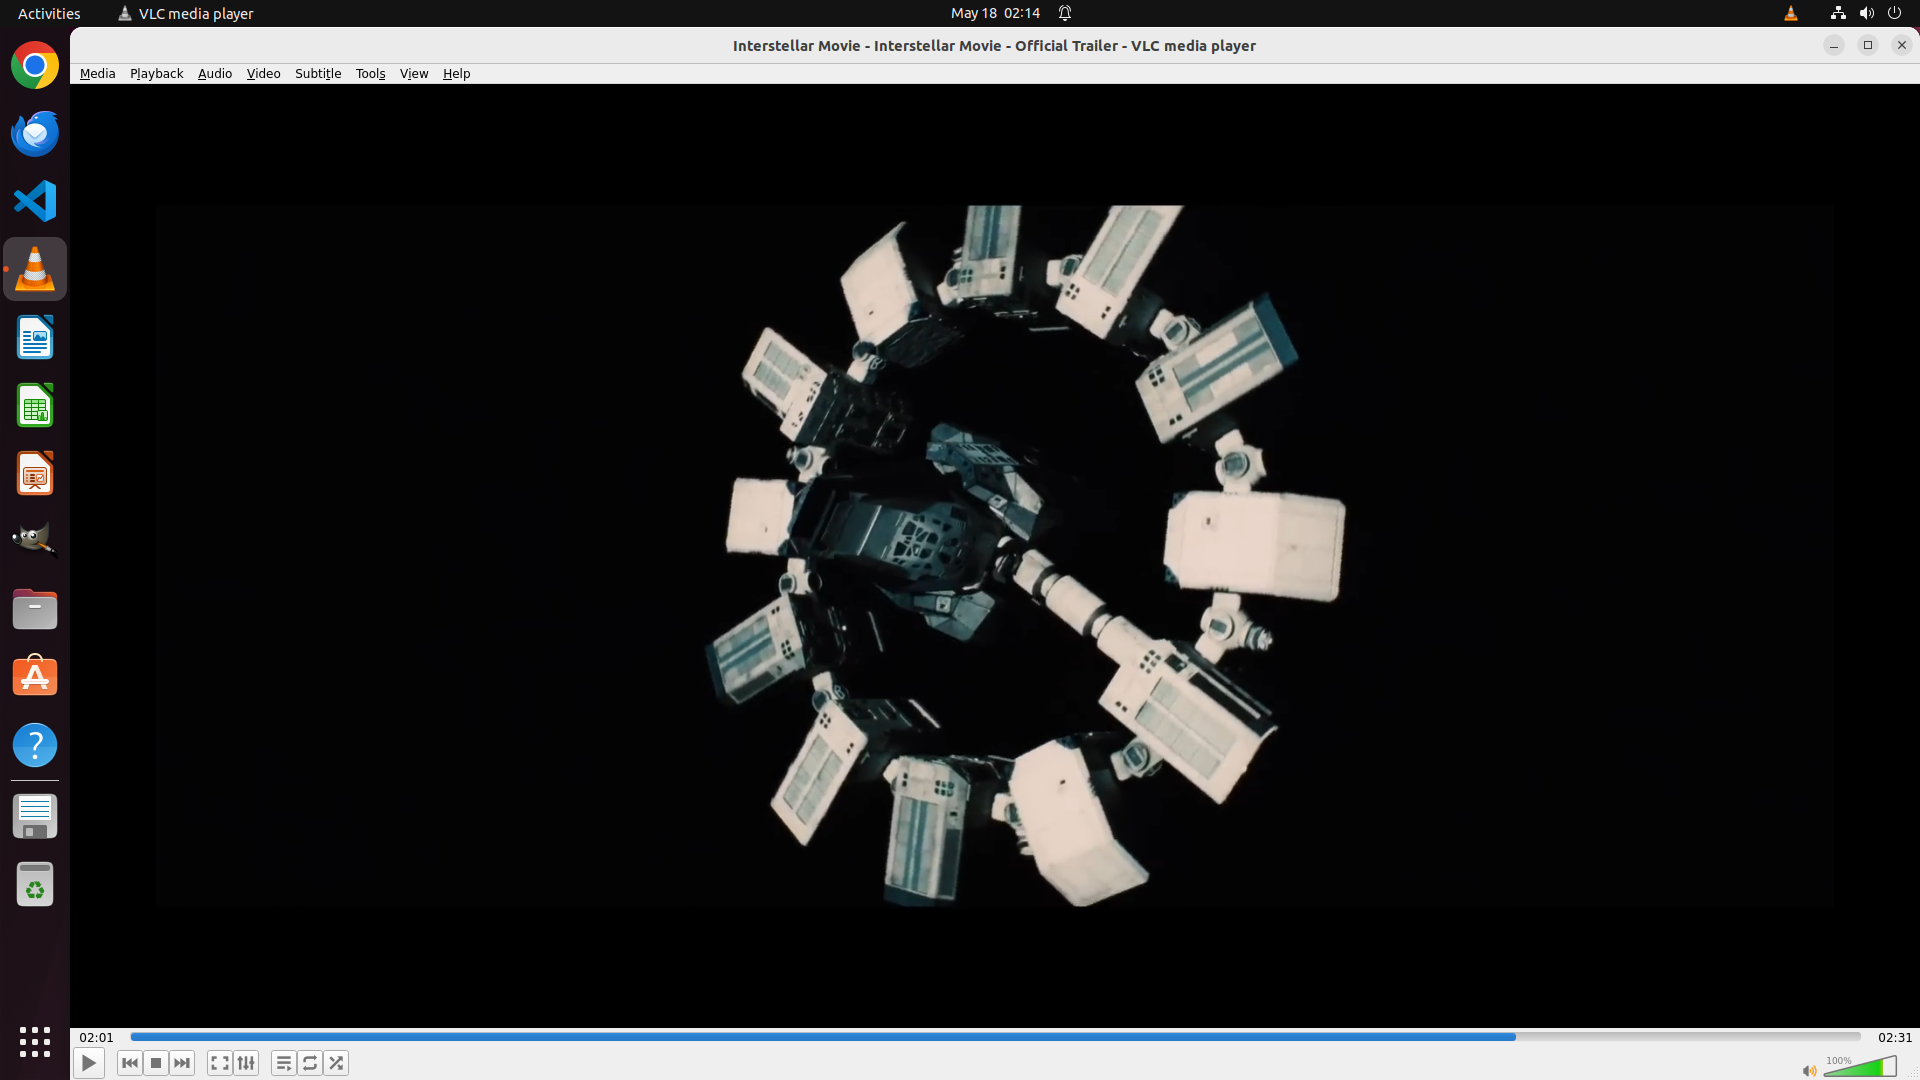 Activities
VLC media player
May 18 02:14
Interstellar Movie - Interstellar Movie - Official Trailer - VLC media player
Media Playback Audio Video Subtitle Tools View Help
02:01
02:31
100%